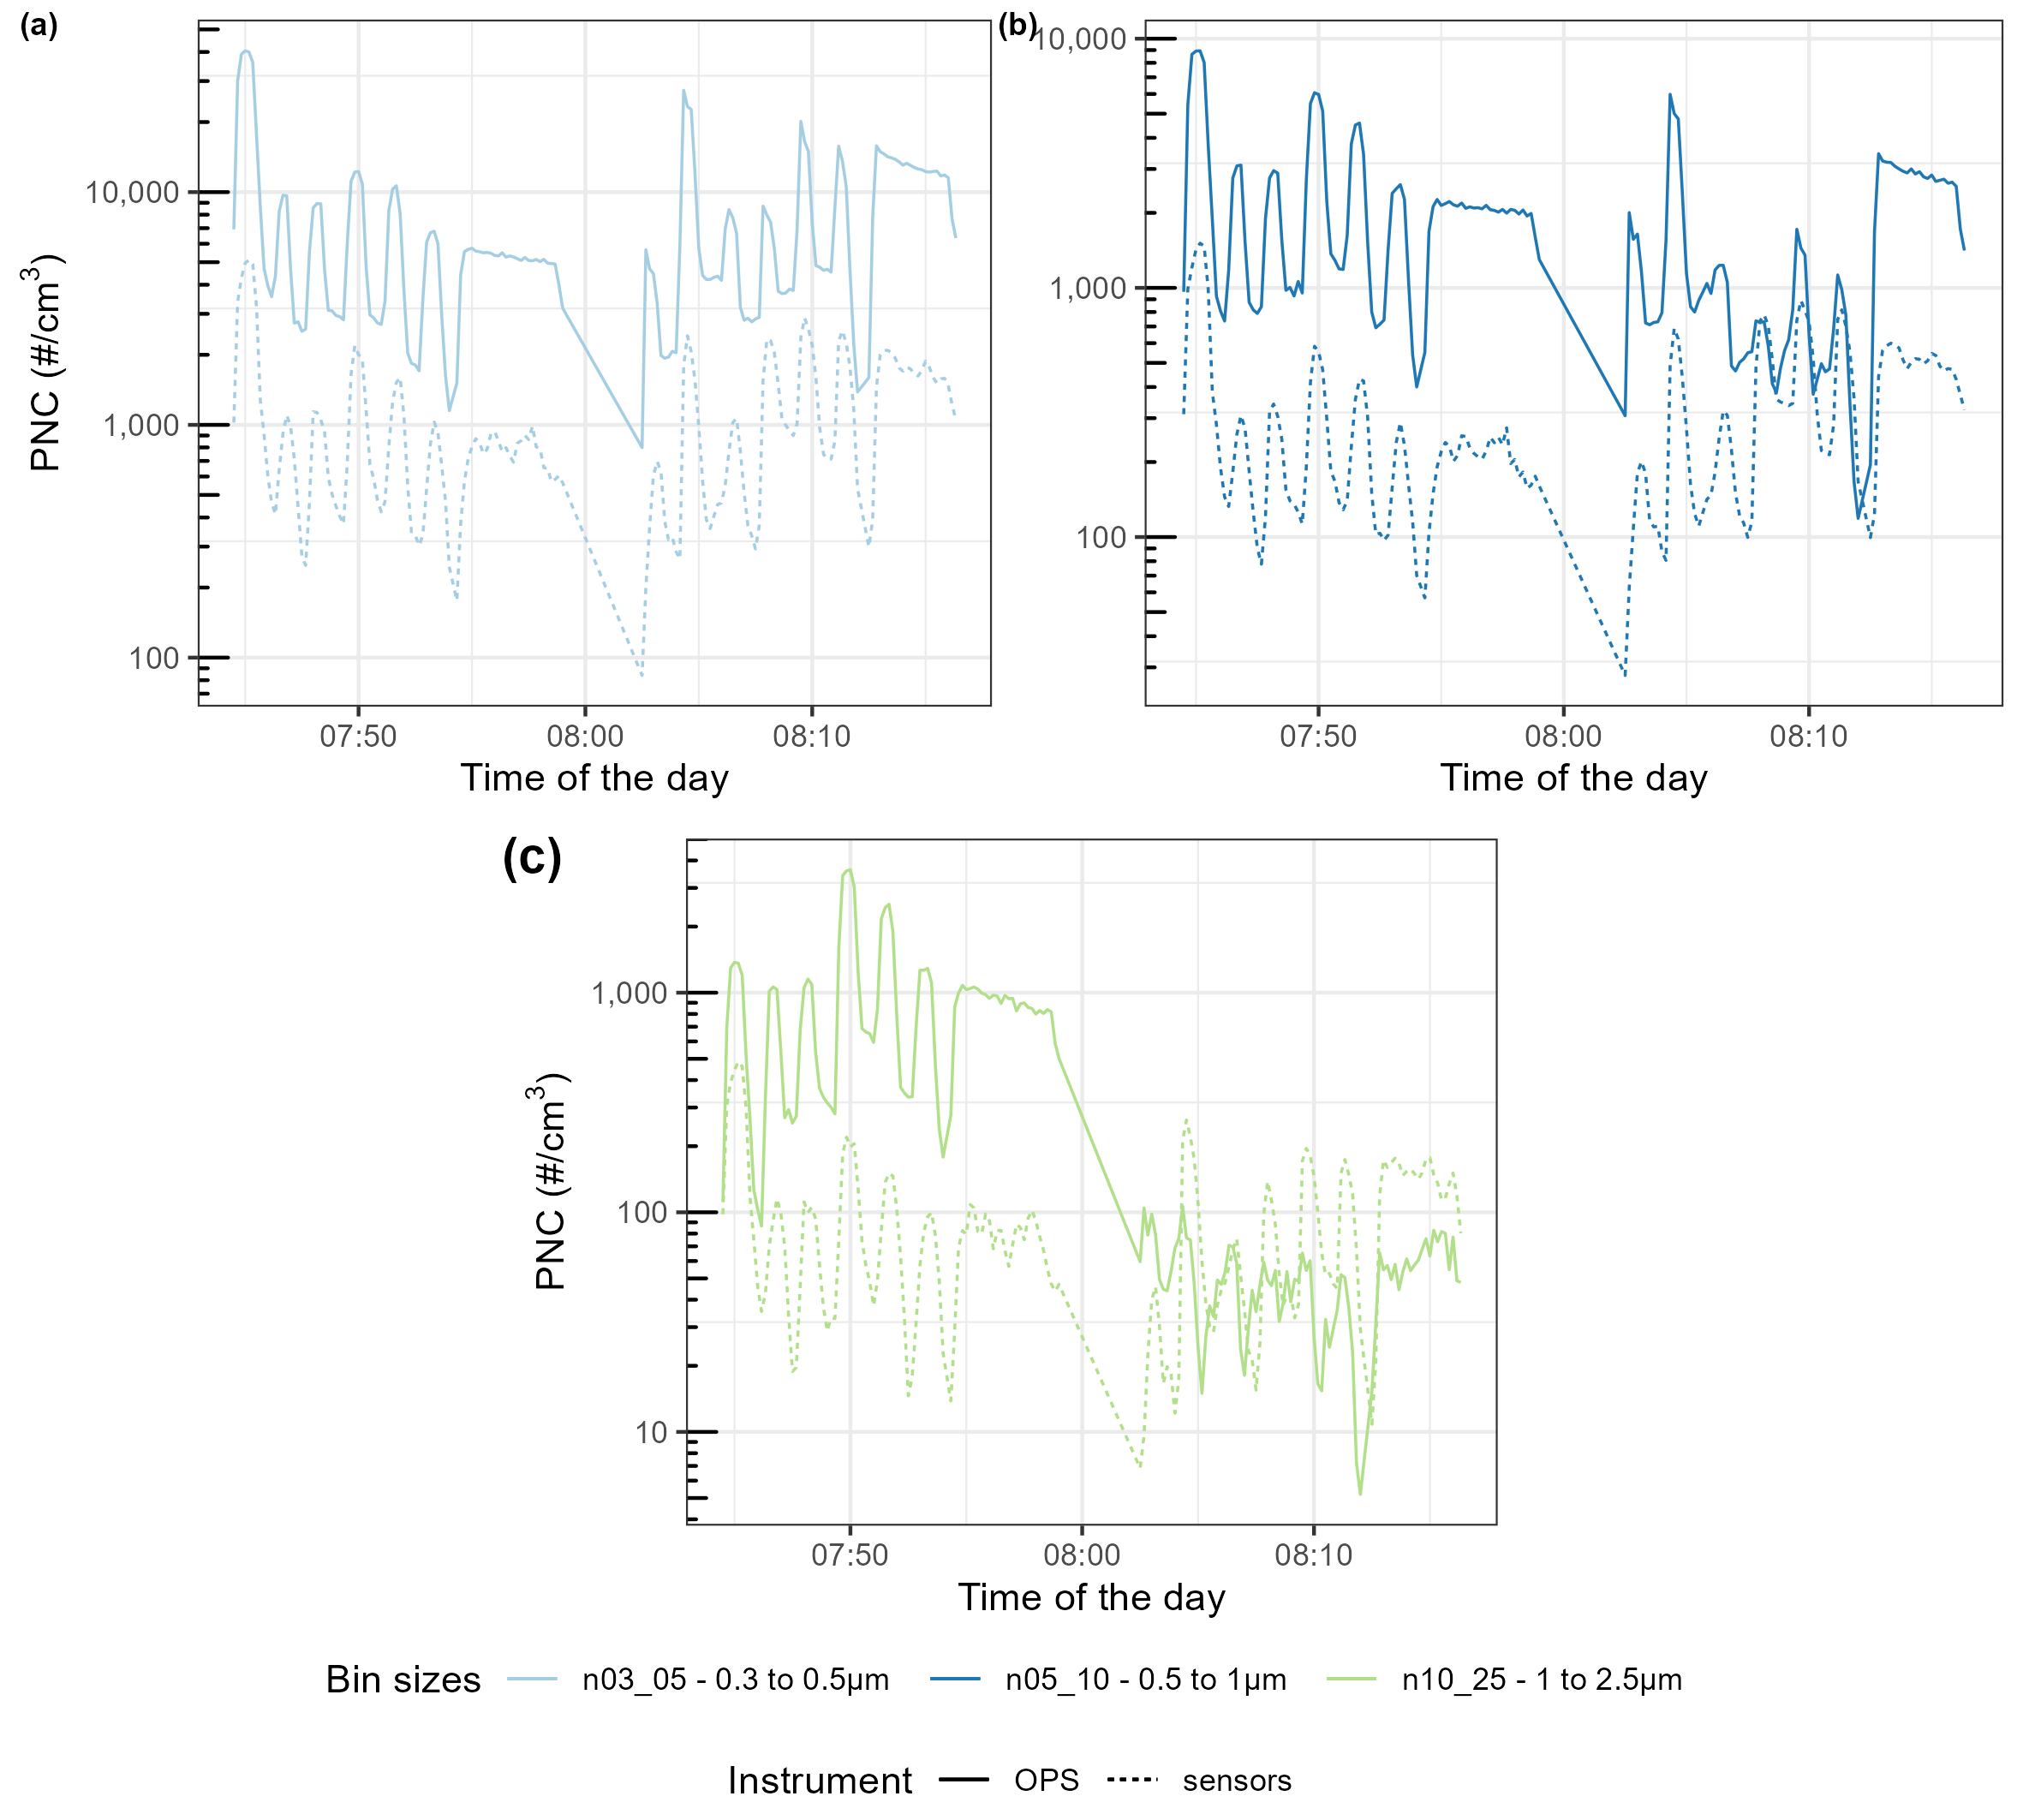 (a)
PNC (#/cm³)
10,000
1,000
100
07:50 08:00 08:10
Time of the day
(b)
10,000
1,000
100
07:50 08:00 08:10
Time of the day
(c)
PNC (#/cm³)
1,000
100
10
07:50 08:00 08:10
Time of the day
Bin sizes n03_05 - 0.3 to 0.5µm n05_10 - 0.5 to 1µm n10_25 - 1 to 2.5µm
Instrument OPS sensors